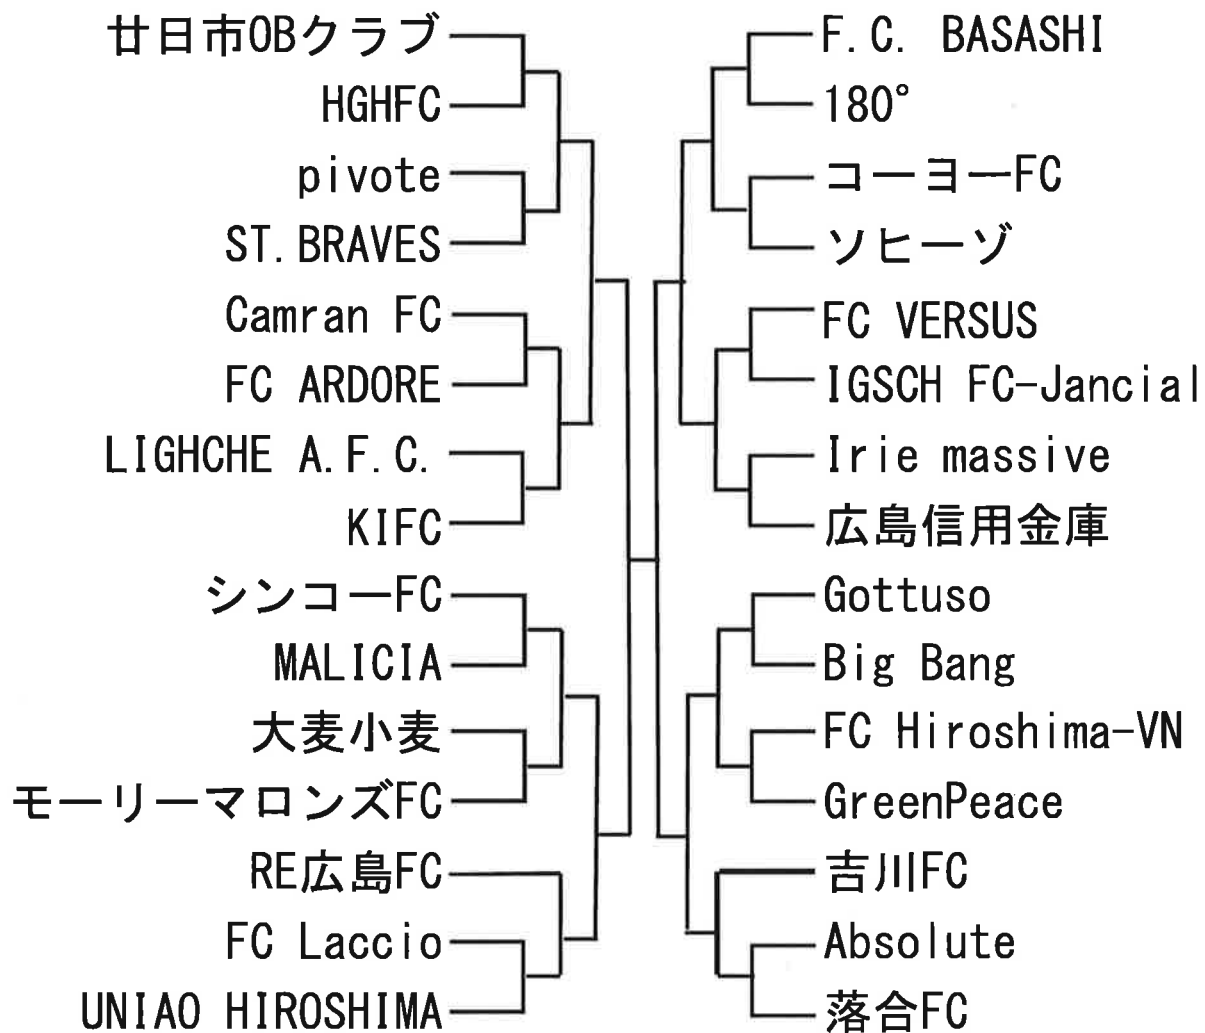 廿日市OBクラブ
HGHFC
pivote
ST.BRAVES
Camran FC
FC ARDORE
LIGHCHE A.F.C.
KIFC
シンコーFC
MALICIA
大麦小麦
モーリーマロンズFC
RE広島FC
FC Laccio
UNIAO HIROSHIMA
F.C. BASASHI
180°
コーヨーFC
ソヒーゾ
FC VERSUS
IGSCH FC-Jancial
Irie massive
広島信用金庫
Gottuso
Big Bang
FC Hiroshima-VN
GreenPeace
吉川FC
Absolute
落合FC